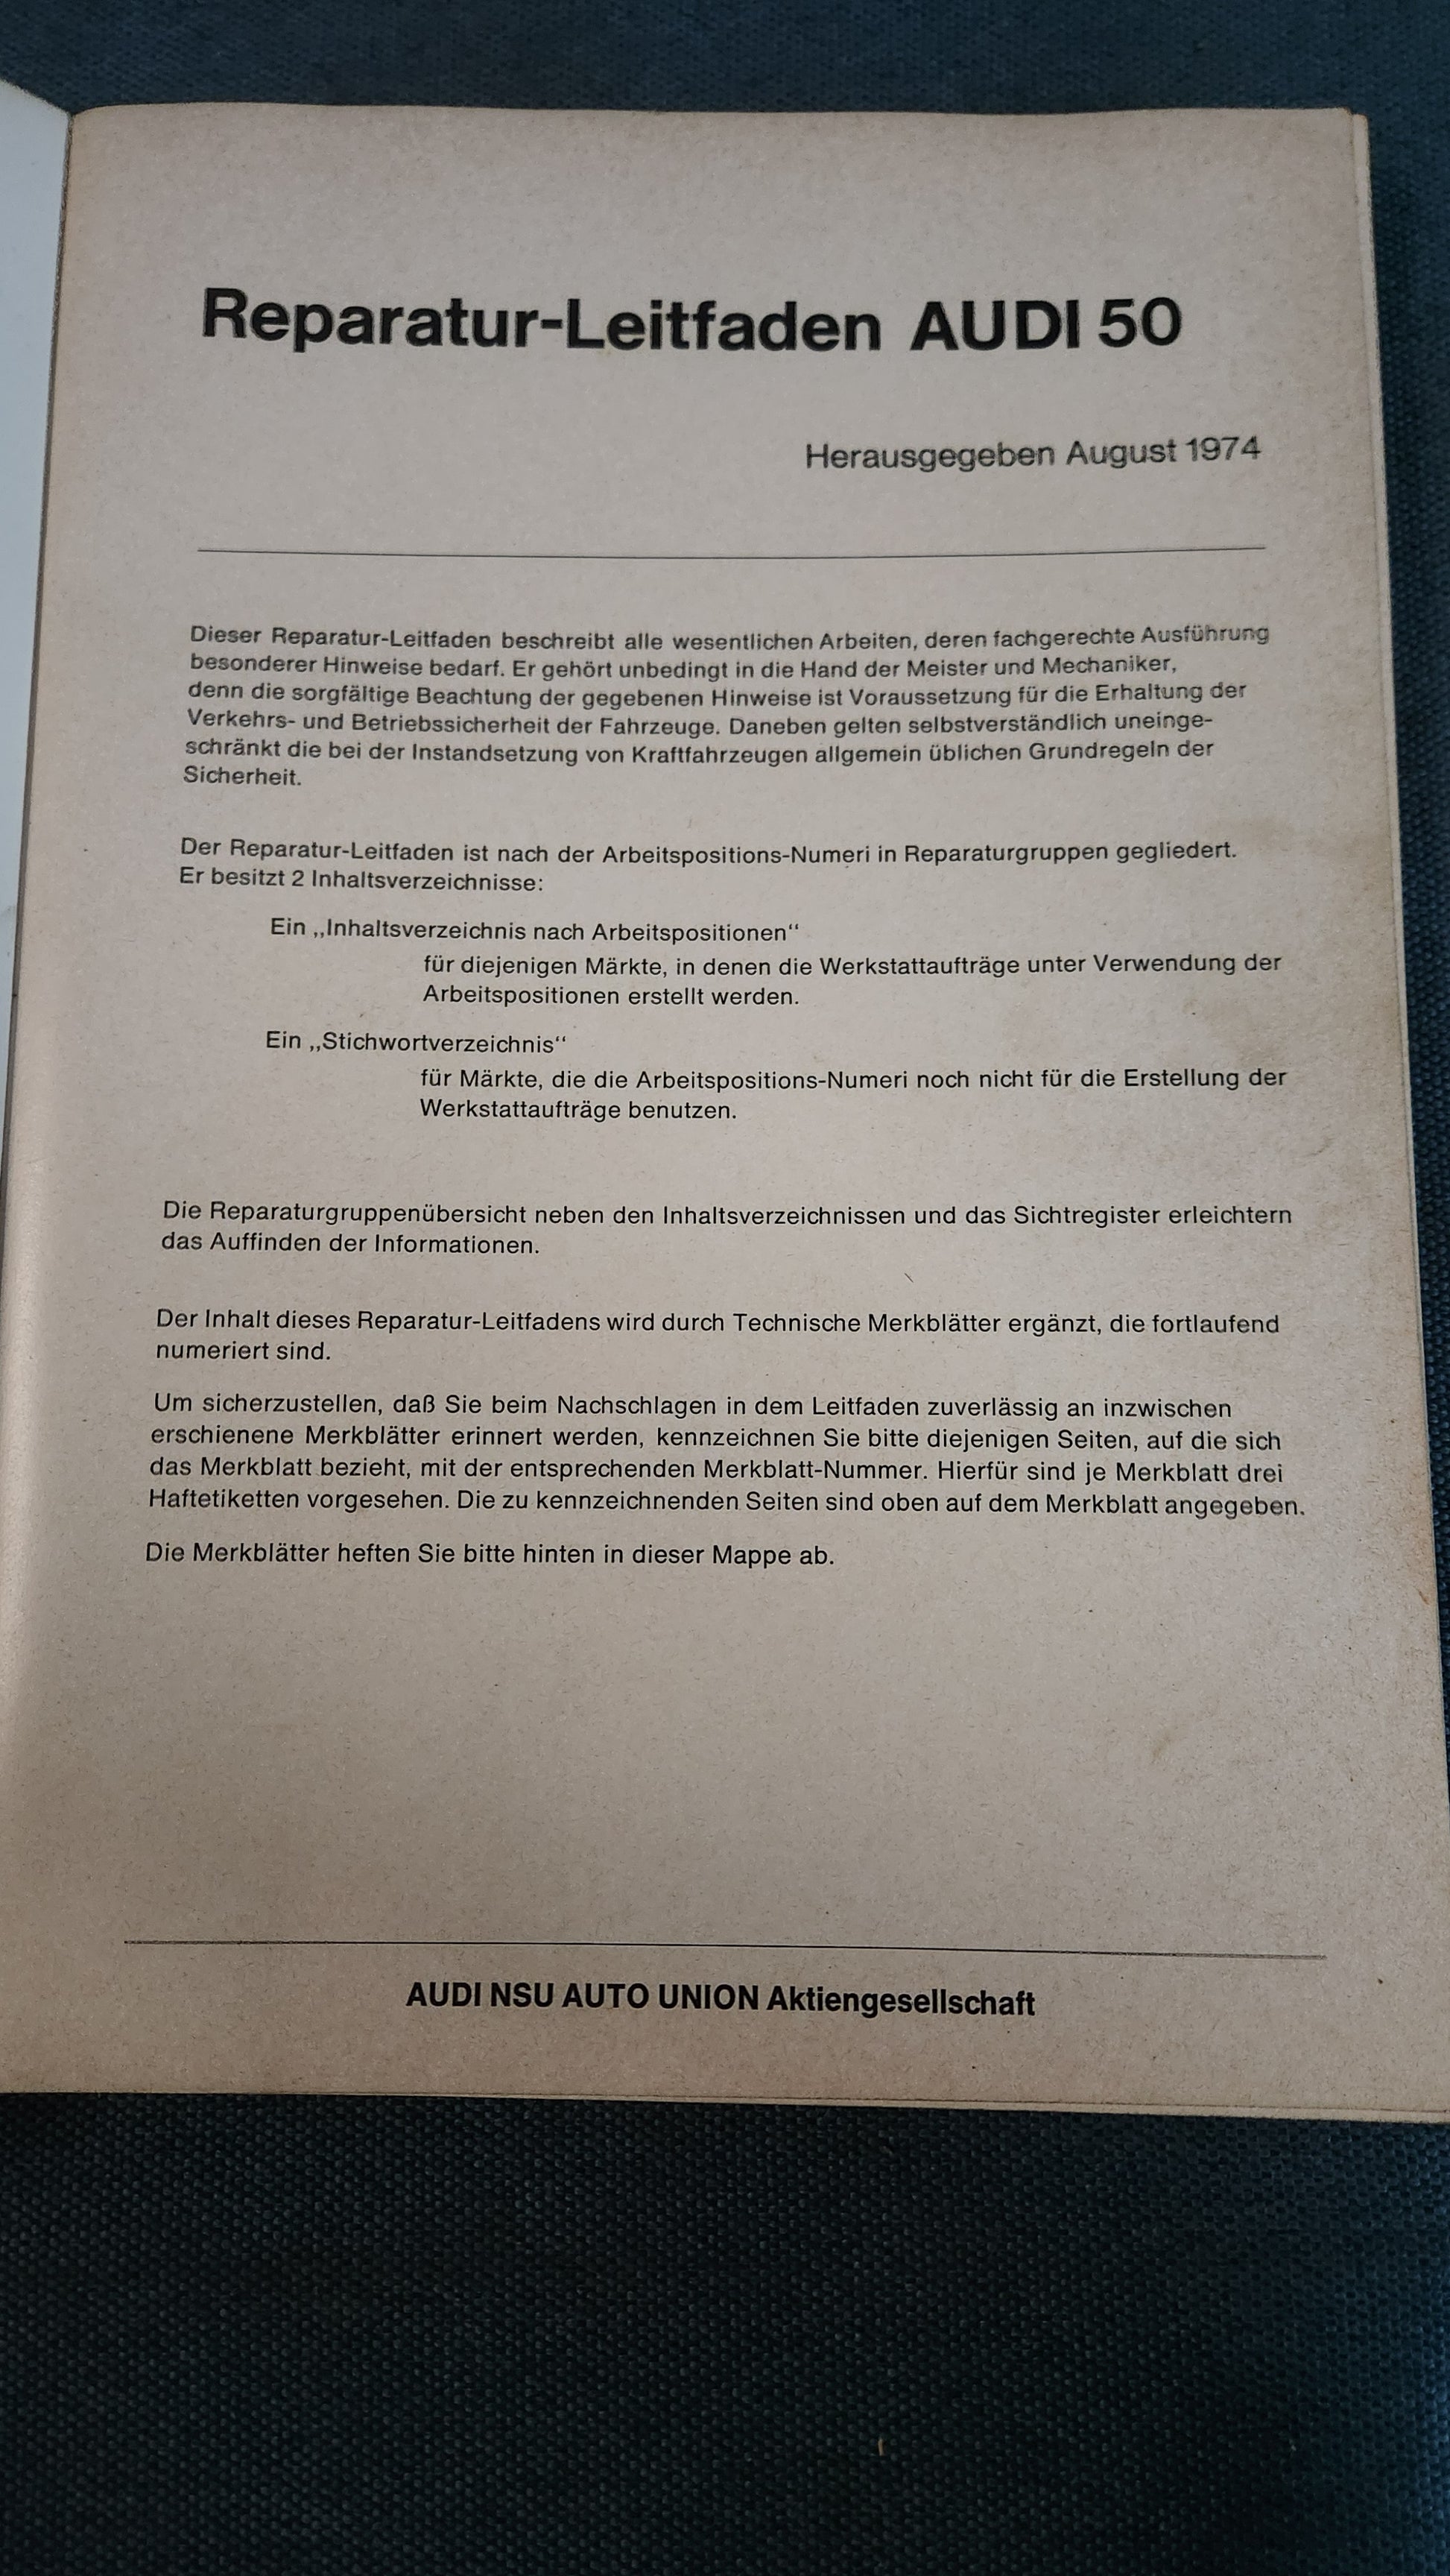 Reparatur-Leitfaden AUDI 50
Herausgegeben August 1974
Dieser Reparatur-Leitfaden beschreibt alle wesentlichen Arbeiten, deren fachgerechte Ausführung
besonderer Hinweise bedarf. Er gehört unbedingt in die Hand der Meister und Mechaniker,
denn die sorgfältige Beachtung der gegebenen Hinweise ist Voraussetzung für die Erhaltung der
Verkehrs- und Betriebssicherheit der Fahrzeuge. Daneben gelten selbstverständlich uneinge-
schränkt die bei der Instandsetzung von Kraftfahrzeugen allgemein üblichen Grundregeln der
Sicherheit.
Der Reparatur-Leitfaden ist nach der Arbeitspositions-Numeri in Reparaturgruppen gegliedert.
Er besitzt 2 Inhaltsverzeichnisse:
Ein „Inhaltsverzeichnis nach Arbeitspositionen“
für diejenigen Märkte, in denen die Werkstattaufträge unter Verwendung der
Arbeitspositionen erstellt werden.
Ein „Stichwortverzeichnis“
für Märkte, die die Arbeitspositions-Numeri noch nicht für die Erstellung der
Werkstattaufträge benutzen.
Die Reparaturgruppenübersicht neben den Inhaltsverzeichnissen und das Sichtregister erleichtern
das Auffinden der Informationen.
Der Inhalt dieses Reparatur-Leitfadens wird durch Technische Merkblätter ergänzt, die fortlaufend
numeriert sind.
Um sicherzustellen, daß Sie beim Nachschlagen in dem Leitfaden zuverlässig an inzwischen
erschienene Merkblätter erinnert werden, kennzeichnen Sie bitte diejenigen Seiten, auf die sich
das Merkblatt bezieht, mit der entsprechenden Merkblatt-Nummer. Hierfür sind je Merkblatt drei
Haftetiketten vorgesehen. Die zu kennzeichnenden Seiten sind oben auf dem Merkblatt angegeben.
Die Merkblätter heften Sie bitte hinten in dieser Mappe ab.
AUDI NSU AUTO UNION Aktiengesellschaft